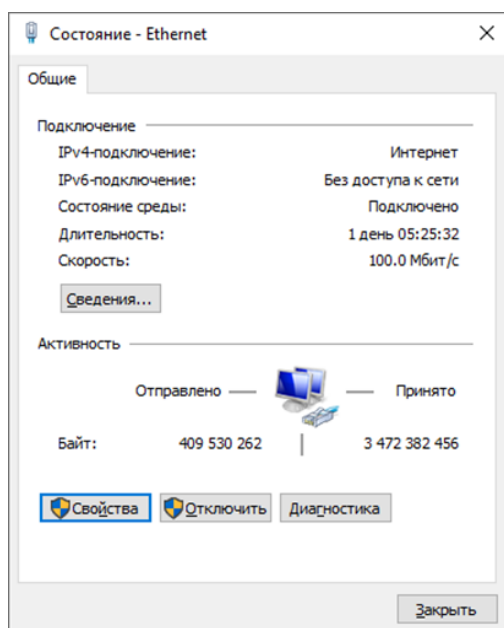 Состояние - Ethernet
Общие
Подключение
IPv4-подключение: Интернет
IPv6-подключение: Без доступа к сети
Состояние среды: Подключено
Длительность: 1 день 05:25:32
Скорость: 100.0 Мбит/с
Сведения...
Активность
Отправлено — — Принято
Байт: 409 530 262 | 3 472 382 456
Свойства Отключить Диагностика
Закрыть